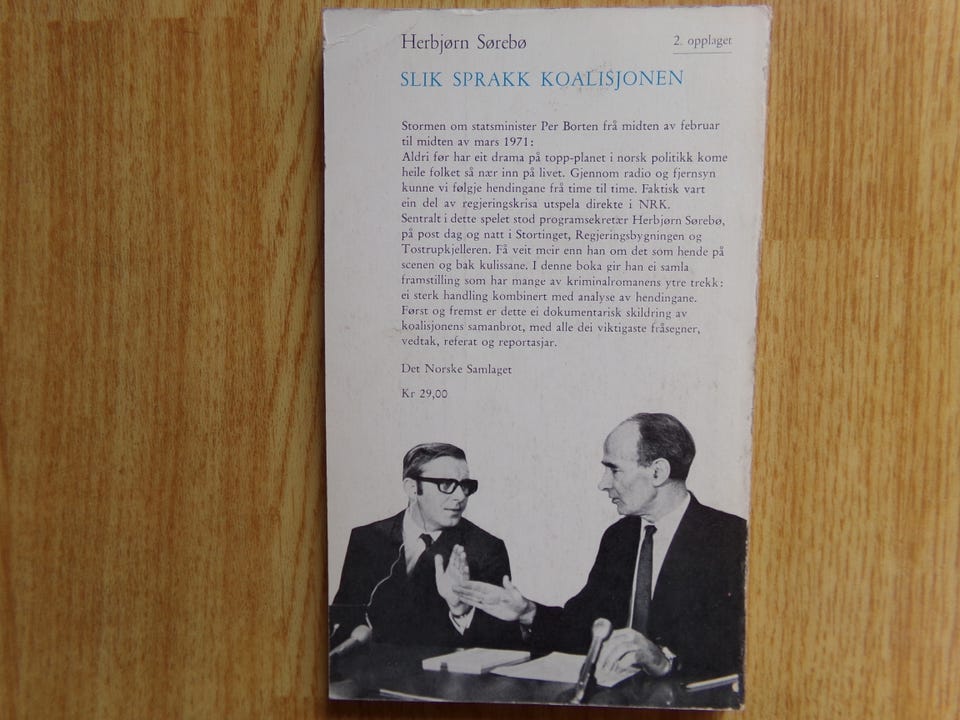 Herbjørn Sørebø
2. opplaget
SLIK SPRAKK KOALISJONEN
Stormen om statsminister Per Borten frå midten av februar
til midten av mars 1971:
Aldri før har eit drama på topp-planet i norsk politikk kome
heile folket så nær inn på livet. Gjennom radio og fjernsyn
kunne vi følgje hendingane frå time til time. Faktisk vart
ein del av regjeringskrisa utspela direkte i NRK.
Sentralt i dette spelet stod programsekretær Herbjørn Sørebø,
på post dag og natt i Stortinget, Regjeringsbygningen og
Tostrupkjelleren. Få veit meir enn han om det som hende på
scenen og bak kulissane. I denne boka gir han ei samla
framstilling som har mange av kriminalromanens ytre trekk:
ei sterk handling kombinert med analyse av hendingane.
Først og fremst er dette ei dokumentarisk skildring av
koalisjonens samanbrot, med alle dei viktigaste fråsegner,
vedtak, referat og reportasjar.
Det Norske Samlaget
Kr 29,00